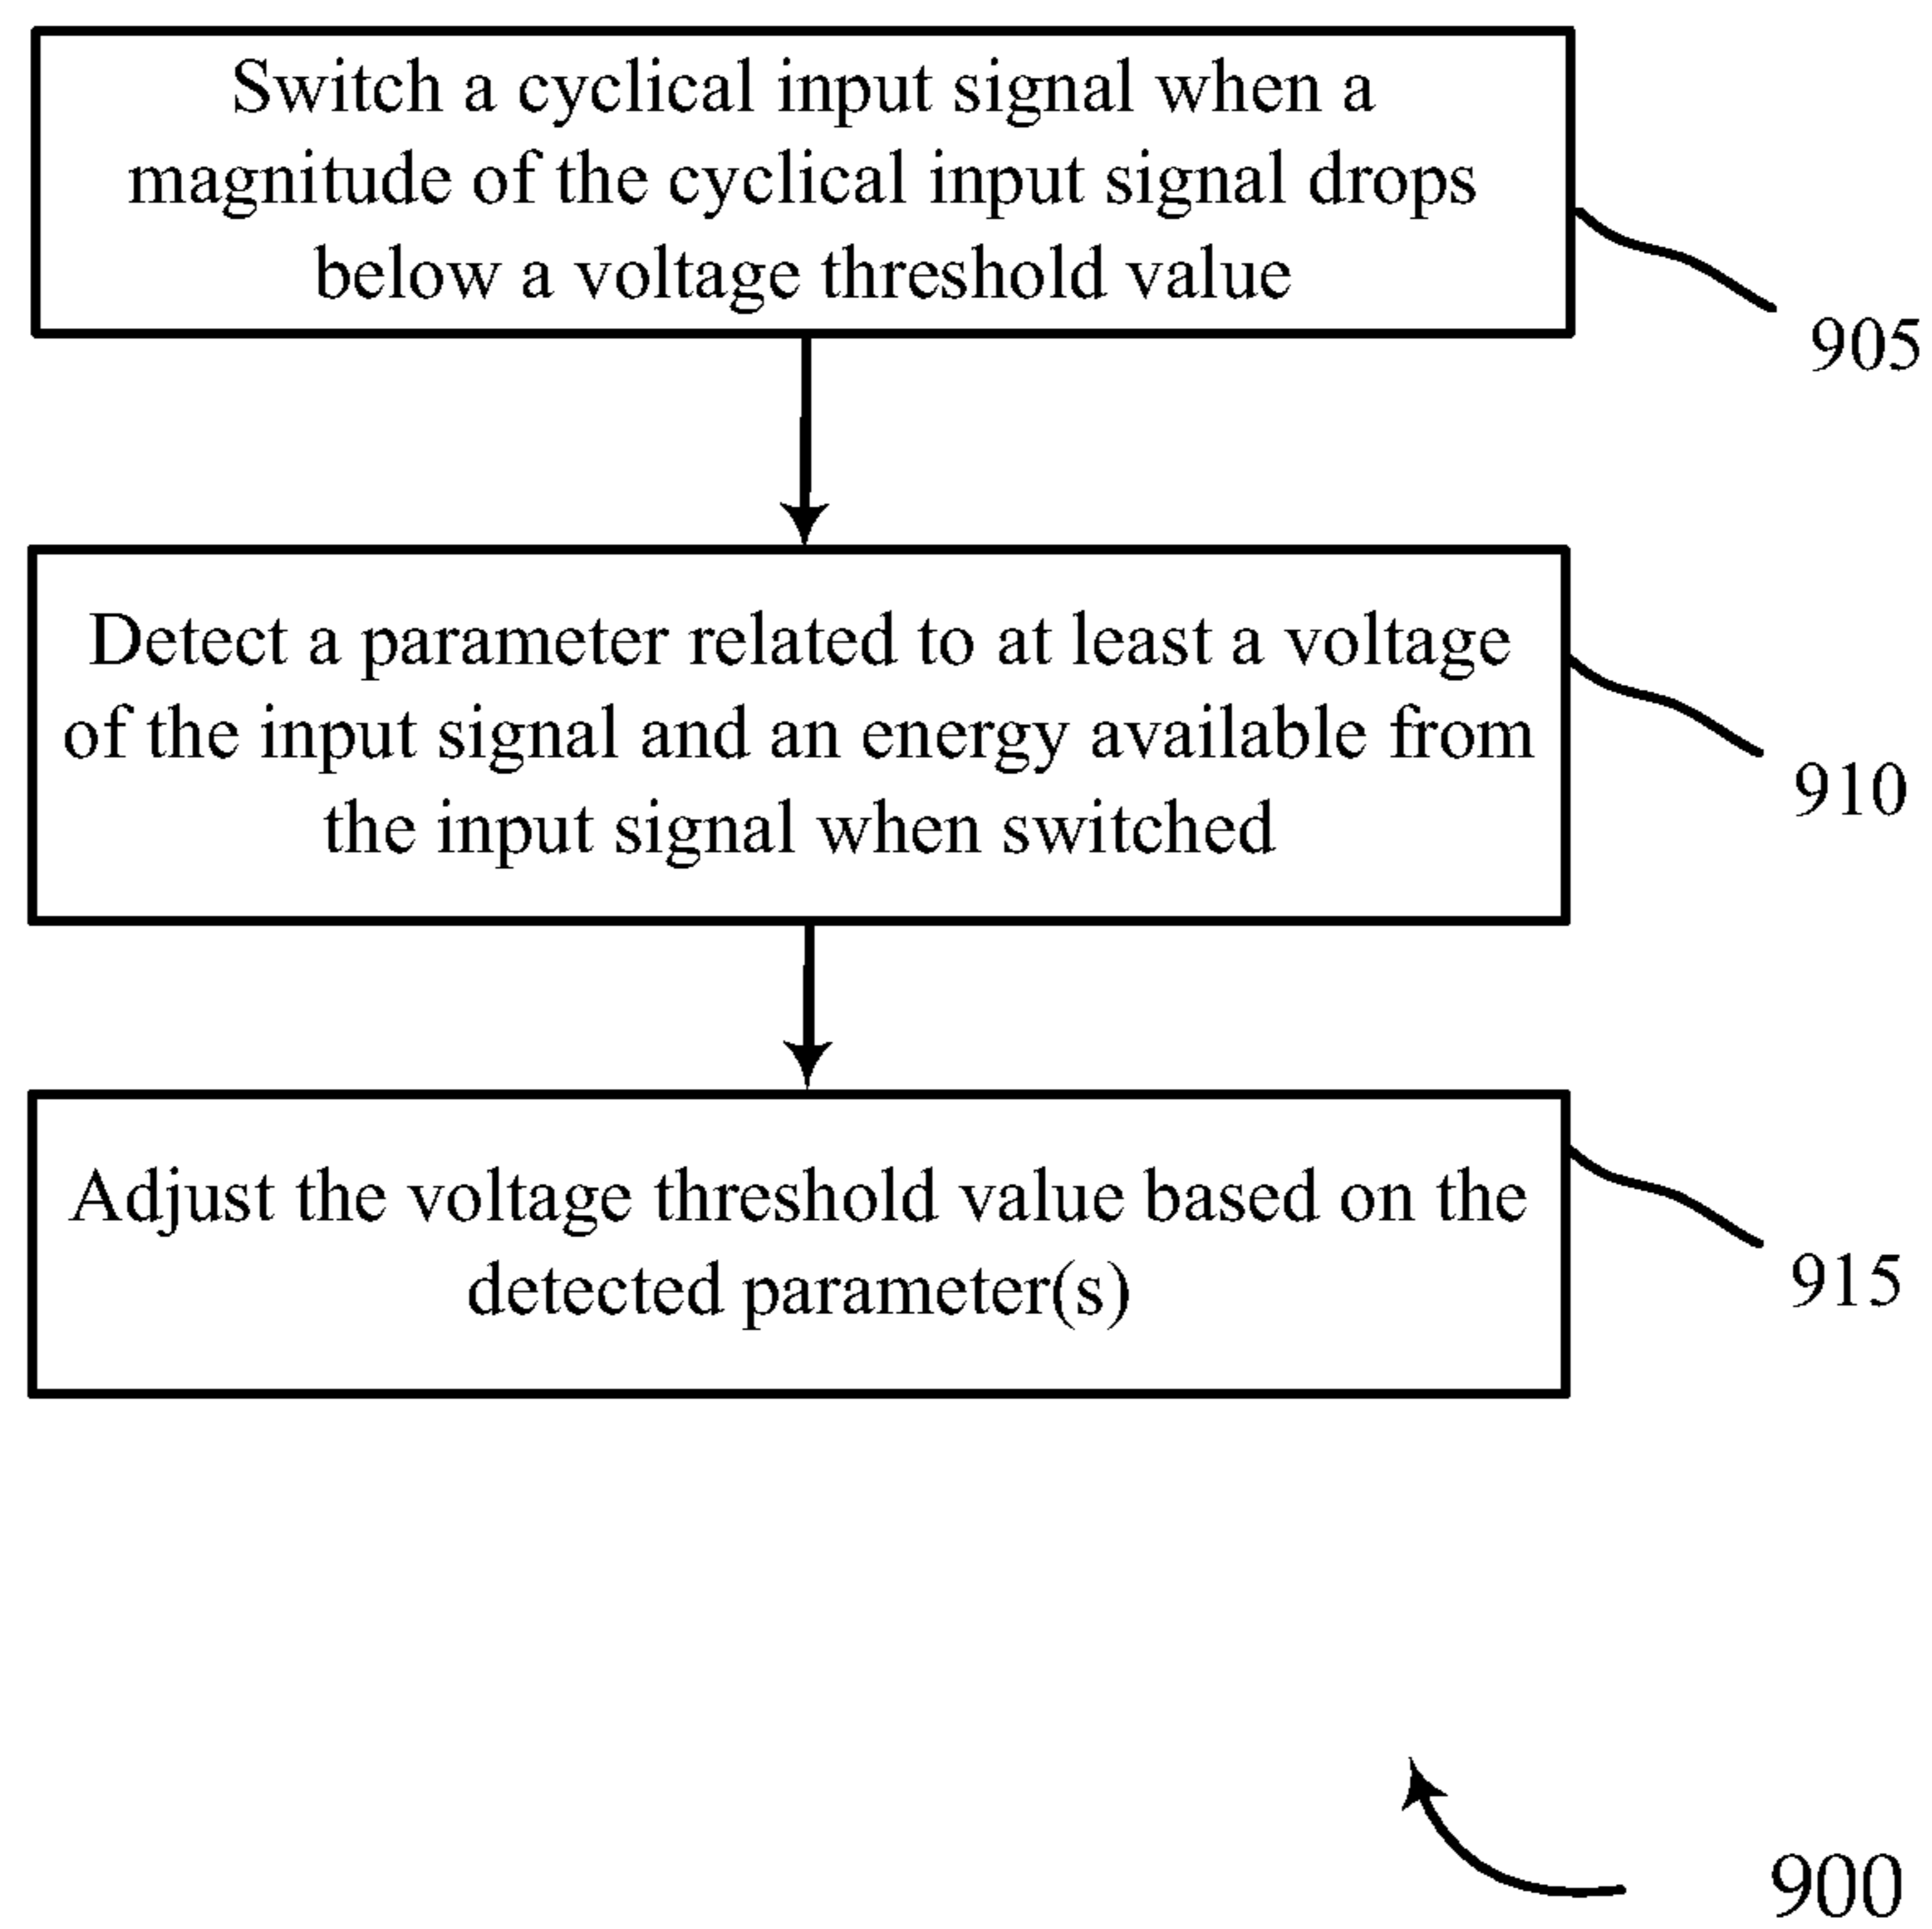 Switch a cyclical input signal when a
magnitude of the cyclical input signal drops
below a voltage threshold value
905
Detect a parameter related to at least a voltage
of the input signal and an energy available from
the input signal when switched
910
Adjust the voltage threshold value based on the
detected parameter(s)
915
900